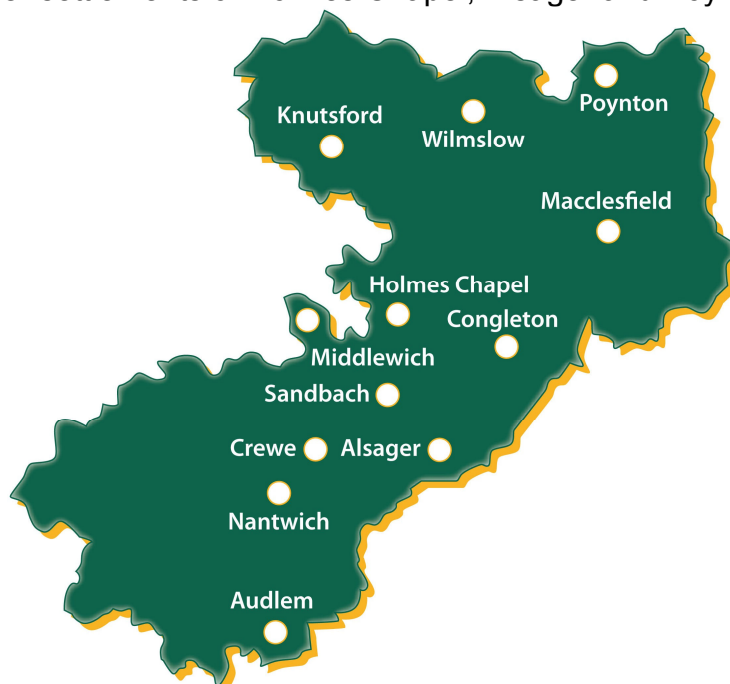 Knutsford
Wilmslow
Poynton
Macclesfield
Holmes Chapel
Congleton
Middlewich
Sandbach
Crewe
Alsager
Nantwich
Audlem